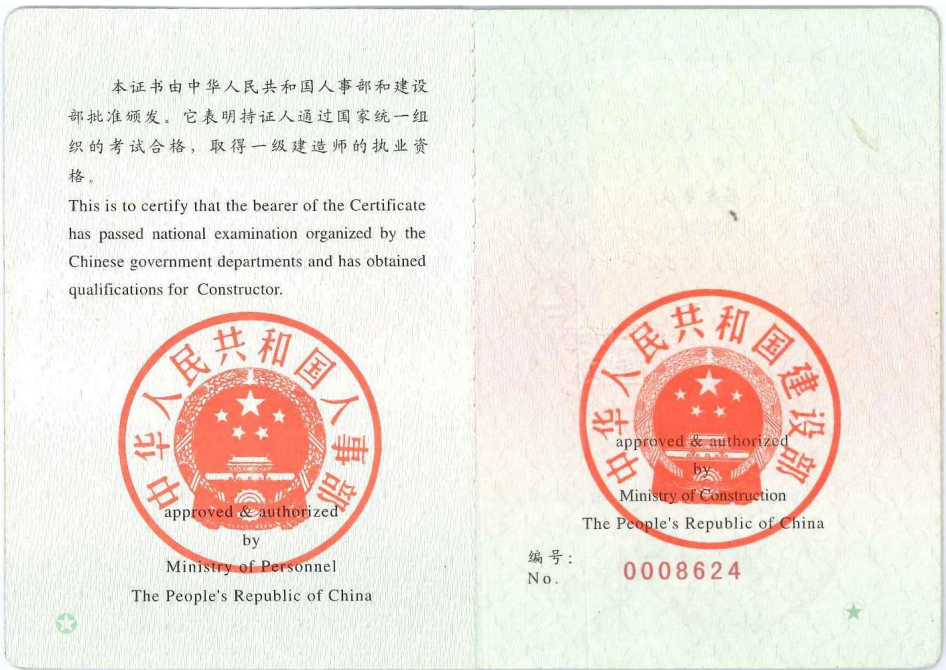 本证书由中华人民共和国人事部和建设
部批准颁发。它表明持证人通过国家统一组
织的考试合格，取得一级建造师的执业资
格。
This is to certify that the bearer of the Certificate
has passed national examination organized by the
Chinese government departments and has obtained
qualifications for Constructor.
中华人民共和国人事部
approved & authorized
by
Ministry of Personnel
The People's Republic of China
中华人民共和国建设部
approved & authorized
by
Ministry of Construction
The People's Republic of China
编号：
No. 0008624